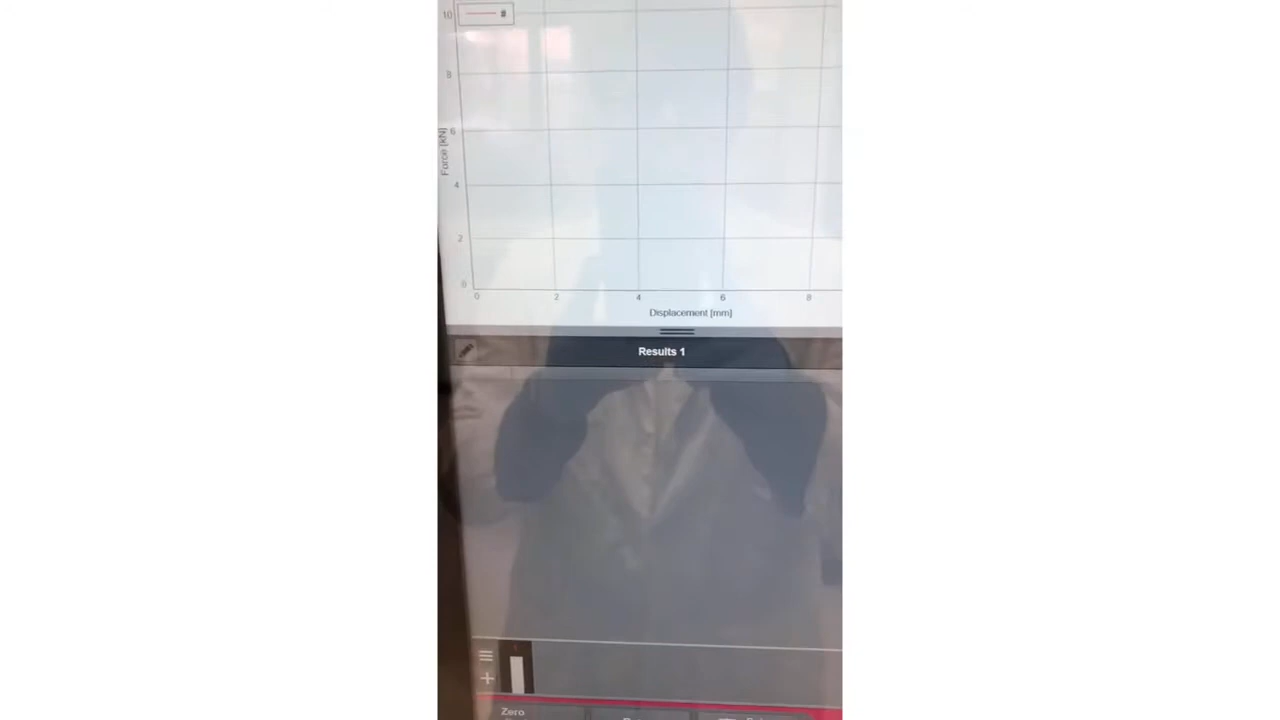 10
8
6
4
2
0
Force [kN]
0 2 4 6 8
Displacement [mm]
Results 1
Zero